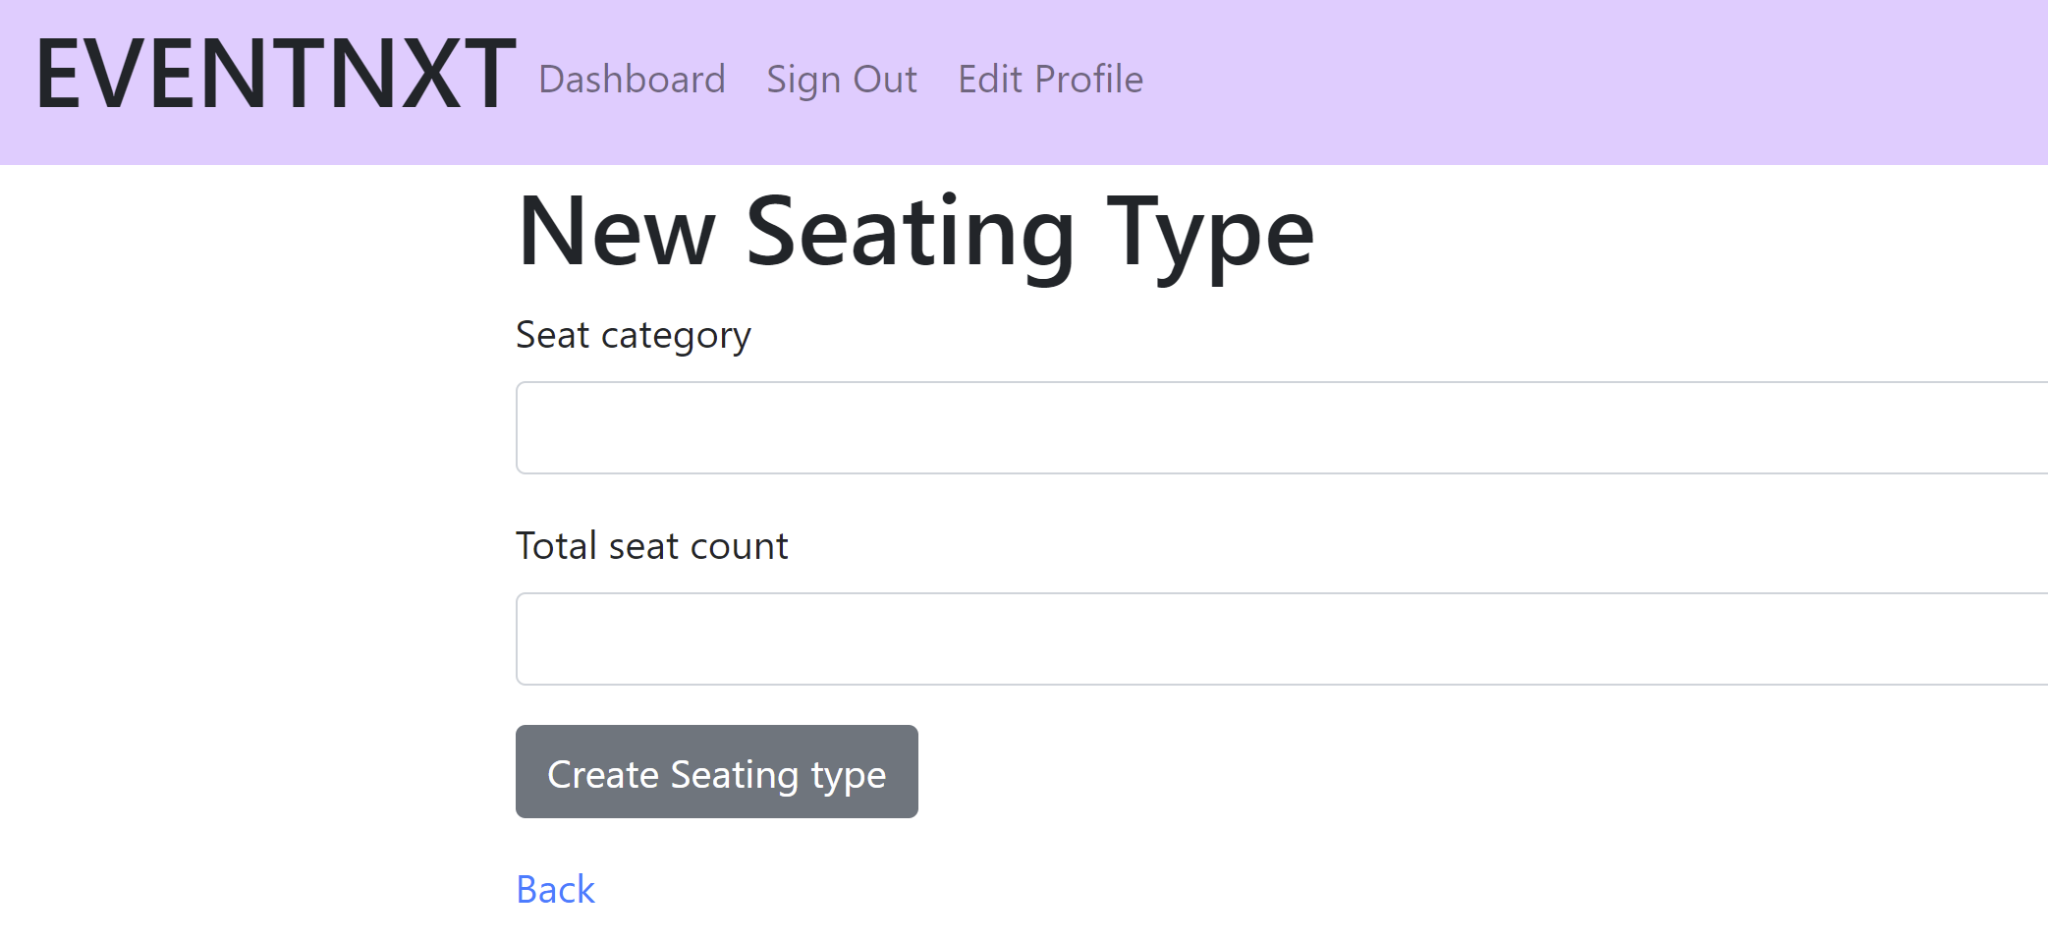 EVENTNXT Dashboard Sign Out Edit Profile
New Seating Type
Seat category
Total seat count
Create Seating type
Back